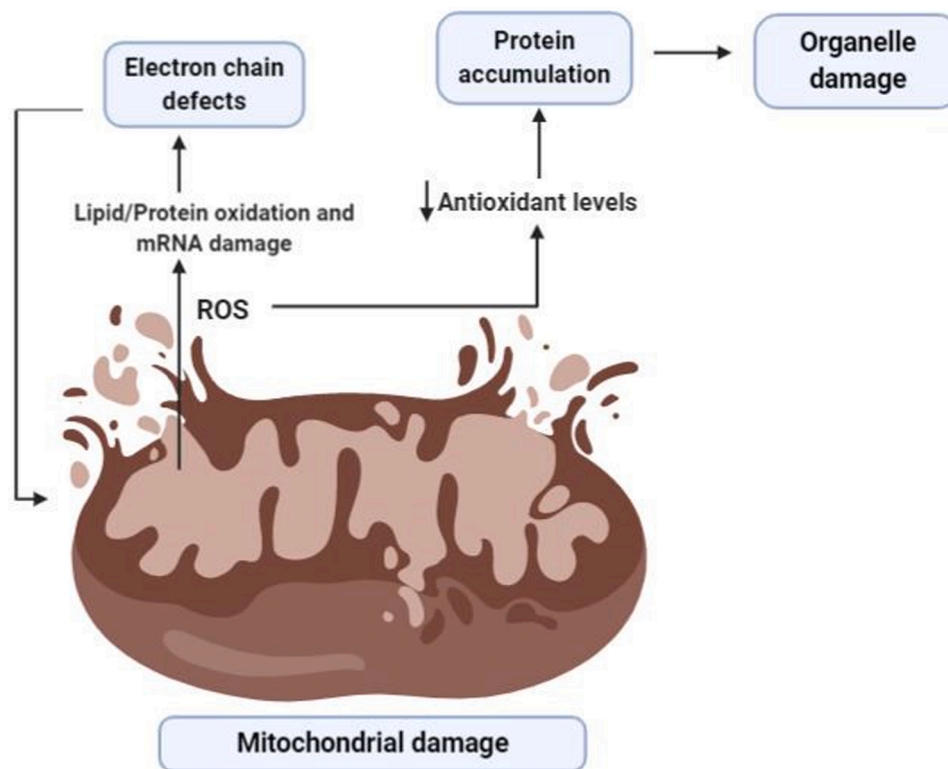 Electron chain
defects
Protein
accumulation
Organelle
damage
Lipid/Protein oxidation and
mRNA damage
Antioxidant levels
ROS
Mitochondrial damage